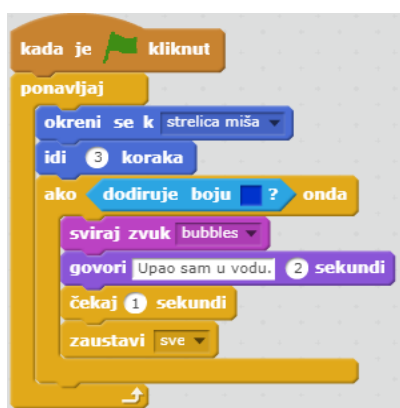 kada je kliknut
ponavljaj
okreni se k strelica miša
idi 3 koraka
ako dodiruje boju ? onda
sviraj zvuk bubbles
govori Upao sam u vodu. 2 sekundi
čekaj 1 sekundi
zaustavi sve